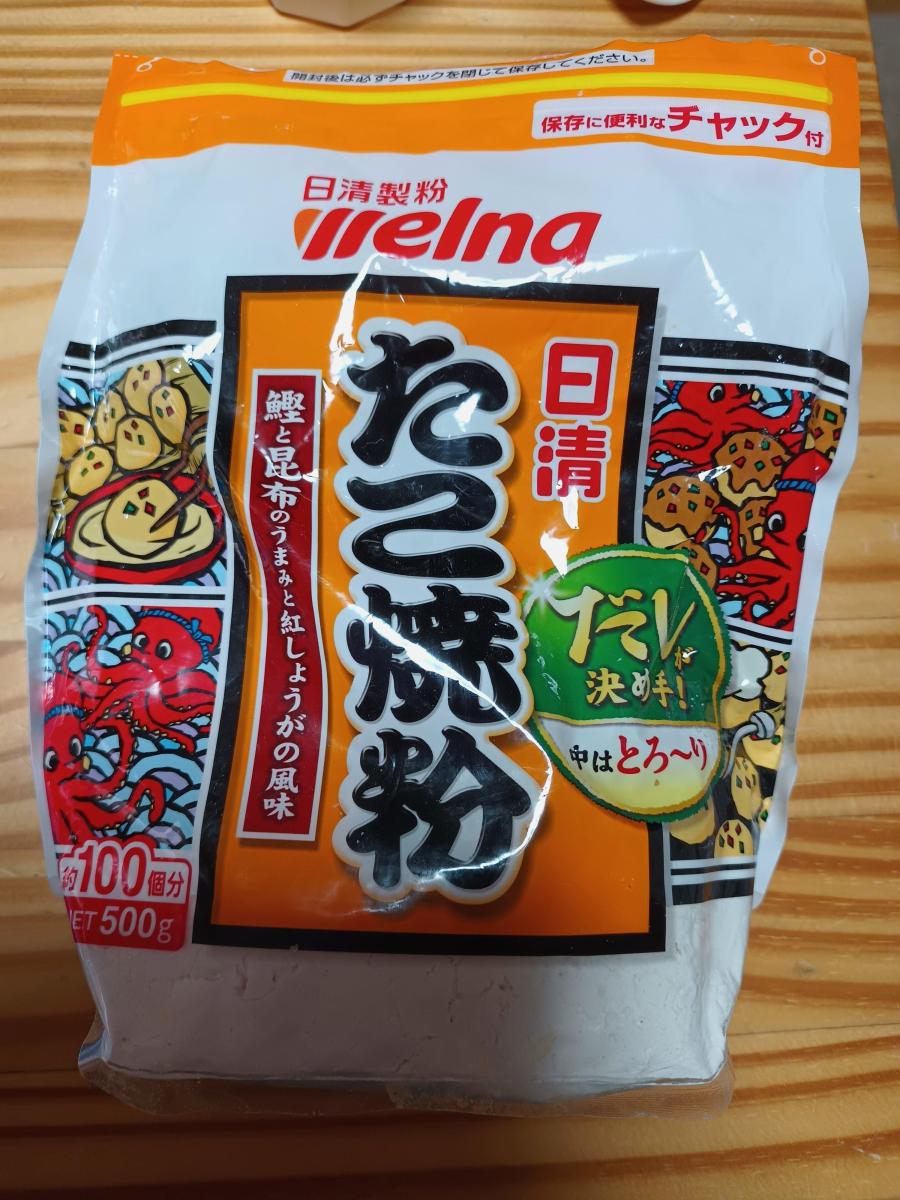 開封後は必ずチャックを閉じて保存してください。
保存に便利なチャック付
日清製粉
Welna
日清
たこ焼粉
鰹と昆布のうまみと紅しょうがの風味
だしが
決め手!
中はとろ〜り
約100個分
NET 500g